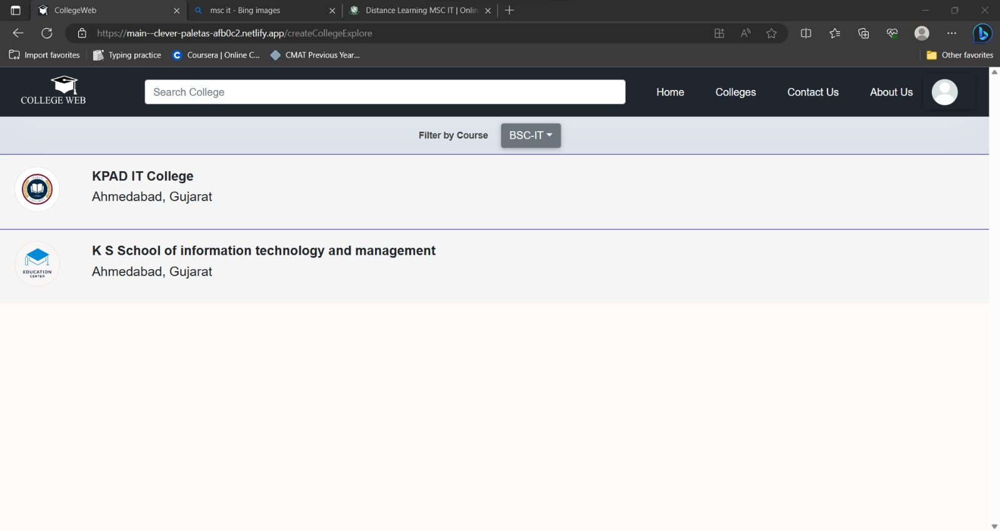 CollegeWeb
msc it - Bing images
Distance Learning MSC IT | Onlin
https://main--clever-paletas-afb0c2.netlify.app/createCollegeExplore
Import favorites
Typing practice
Coursera | Online C...
CMAT Previous Year...
Other favorites
COLLEGE WEB
Search College
Home
Colleges
Contact Us
About Us
Filter by Course
BSC-IT
KPAD IT College
Ahmedabad, Gujarat
EDUCATION
CENTER
K S School of information technology and management
Ahmedabad, Gujarat